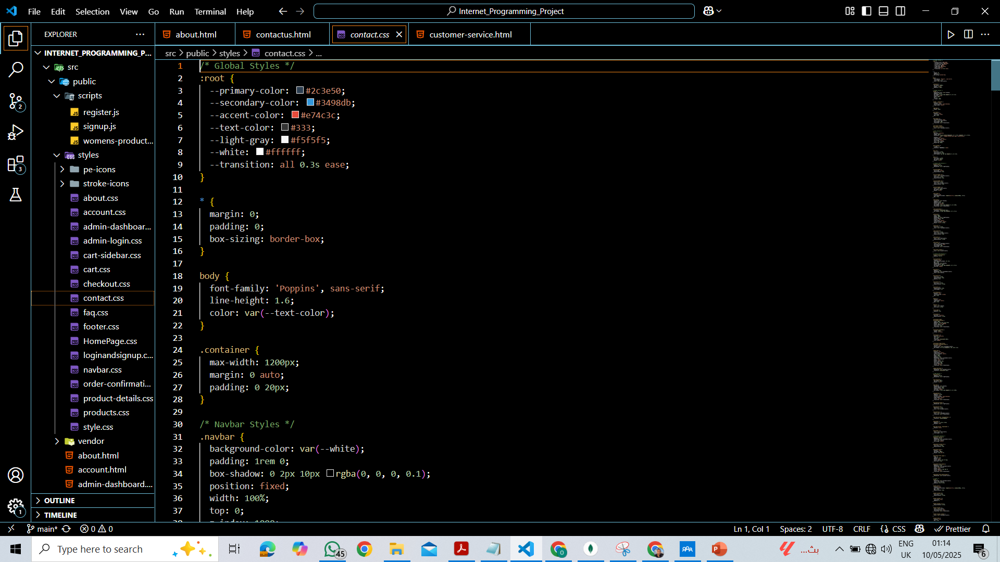 File Edit Selection View Go Run Terminal Help
Internet_Programming_Project
EXPLORER
about.html
contactus.html
contact.css
customer-service.html
INTERNET_PROGRAMMING_P...
src
public
scripts
register.js
signup.js
womens-product...
styles
pe-icons
stroke-icons
about.css
account.css
admin-dashboar...
admin-login.css
cart-sidebar.css
cart.css
checkout.css
contact.css
faq.css
footer.css
HomePage.css
loginandsignup.c...
navbar.css
order-confirmati...
product-details.css
products.css
style.css
vendor
about.html
account.html
admin-dashboard....
OUTLINE
TIMELINE
2
3
1
src > public > styles > contact.css > ...
1 /* Global Styles */
2 :root {
3 --primary-color: #2c3e50;
4 --secondary-color: #3498db;
5 --accent-color: #e74c3c;
6 --text-color: #333;
7 --light-gray: #f5f5f5;
8 --white: #ffffff;
9 --transition: all 0.3s ease;
10 }
11
12 * {
13 margin: 0;
14 padding: 0;
15 box-sizing: border-box;
16 }
17
18 body {
19 font-family: 'Poppins', sans-serif;
20 line-height: 1.6;
21 color: var(--text-color);
22 }
23
24 .container {
25 max-width: 1200px;
26 margin: 0 auto;
27 padding: 0 20px;
28 }
29
30 /* Navbar Styles */
31 .navbar {
32 background-color: var(--white);
33 padding: 1rem 0;
34 box-shadow: 0 2px 10px rgba(0, 0, 0, 0.1);
35 position: fixed;
36 width: 100%;
37 top: 0;
main* 0 0
Ln 1, Col 1 Spaces: 2 UTF-8 CRLF CSS Prettier
Type here to search
45
بث...
ENG
UK
01:14
10/05/2025
6